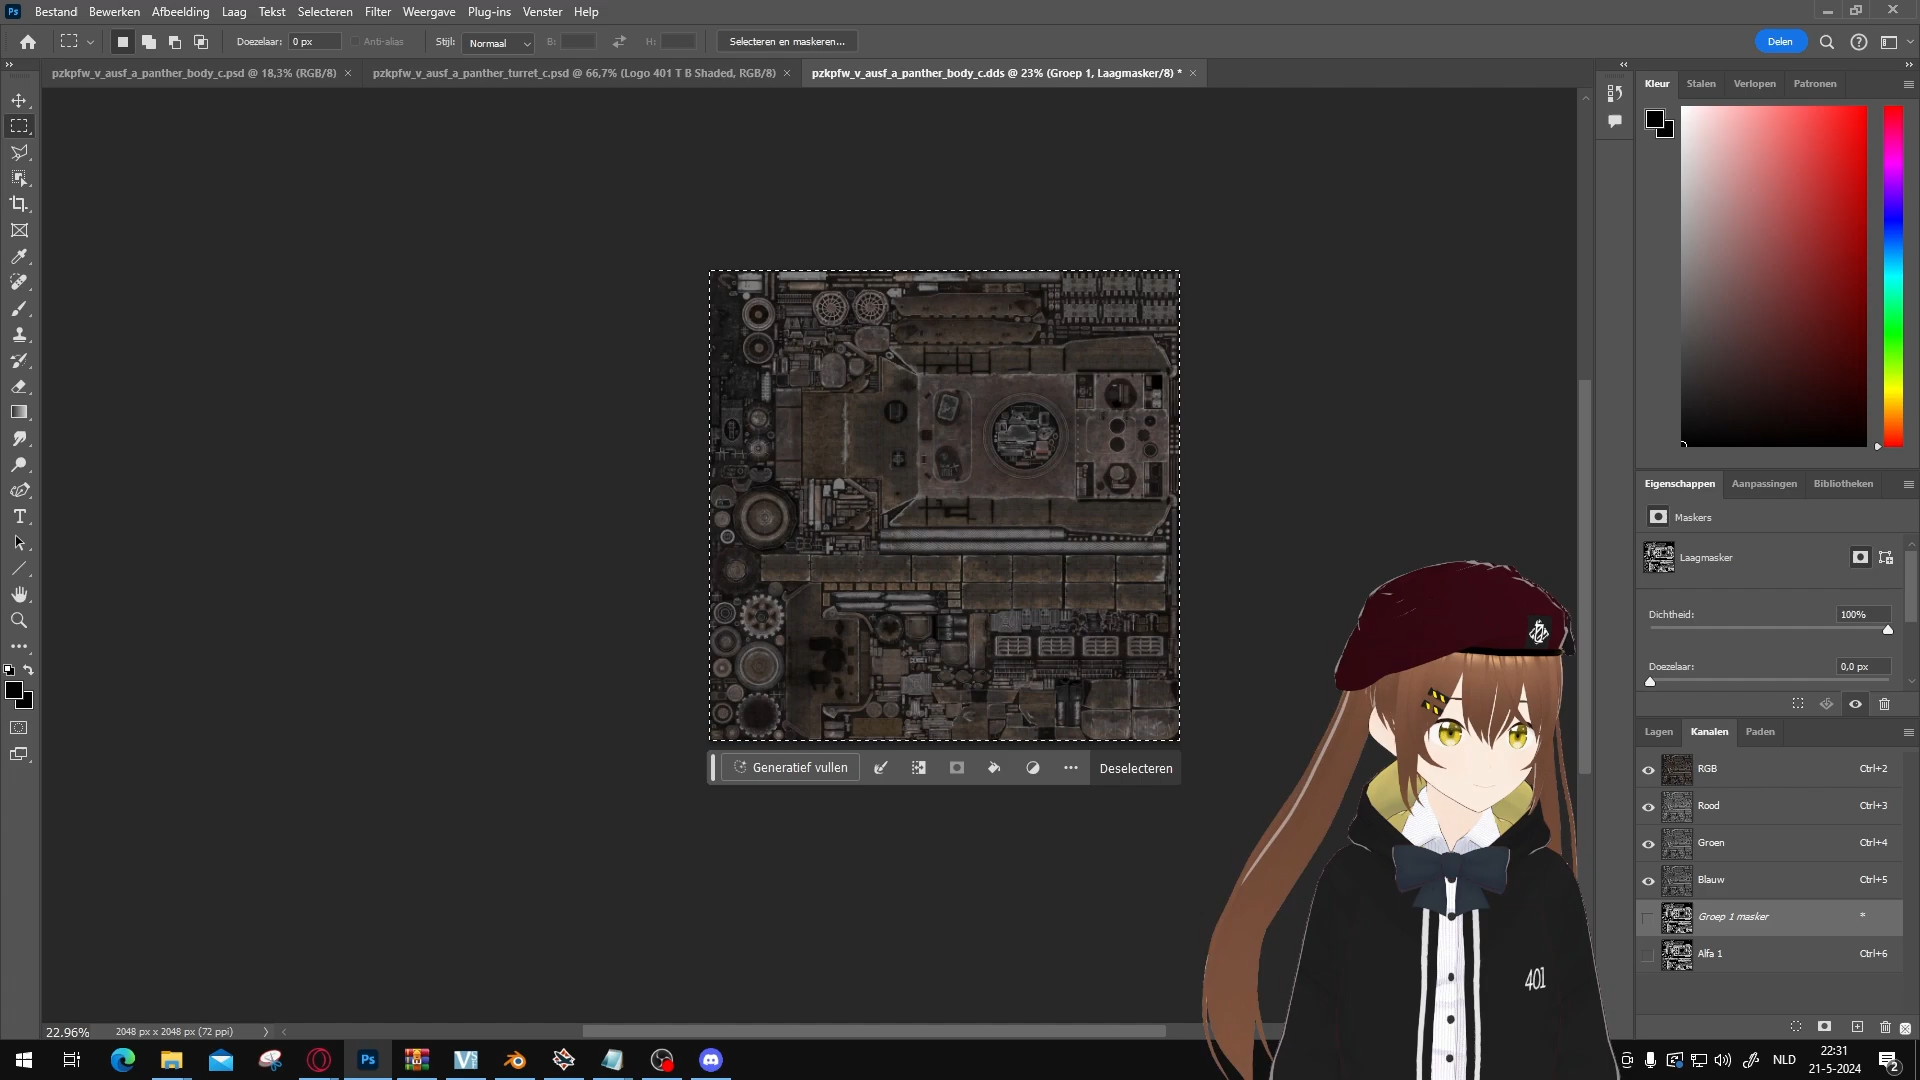 Ps Bestand Bewerken Afbeelding Laag Tekst Selecteren Filter Weergave Plug-ins Venster Help
Doezelaar: 0 px Anti-alias Stijl: Normaal B: H: Selecteren en maskeren... Delen
pzkpfw_v_ausf_a_panther_body_c.psd @ 18,3% (RGB/8) × pzkpfw_v_ausf_a_panther_turret_c.psd @ 66,7% (Logo 401 T B Shaded, RGB/8) × pzkpfw_v_ausf_a_panther_body_c.dds @ 23% (Groep 1, Laagmasker/8) * ×
Kleur Stalen Verlopen Patronen
Eigenschappen Aanpassingen Bibliotheken
Maskers
Laagmasker
Dichtheid: 100%
Doezelaar: 0,0 px
Lagen Kanalen Paden
RGB Ctrl+2
Rood Ctrl+3
Groen Ctrl+4
Blauw Ctrl+5
Groep 1 masker *
Alfa 1 Ctrl+6
Generatief vullen Deselecteren
401
22.96% 2048 px x 2048 px (72 ppi)
Ps
NLD
22:31
21-5-2024
2